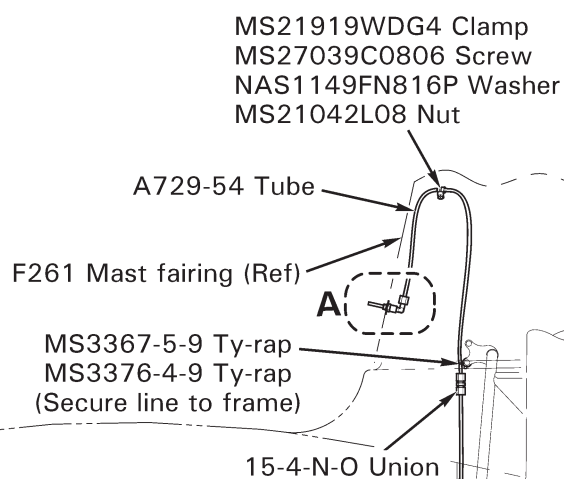 MS21919WDG4 Clamp
MS27039C0806 Screw
NAS1149FN816P Washer
MS21042L08 Nut
A729-54 Tube
F261 Mast fairing (Ref)
A
MS3367-5-9 Ty-rap
MS3376-4-9 Ty-rap
(Secure line to frame)
15-4-N-O Union